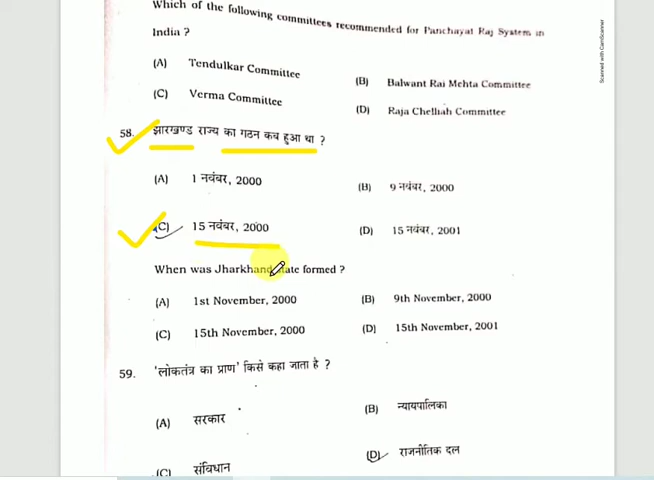 Which of the following committees recommended for Panchayat Raj System in
India ?
(A) Tendulkar Committee
(B) Balwant Rai Mehta Committee
(C) Verma Committee
(D) Raja Chelliah Committee
58. झारखण्ड राज्य का गठन कब हुआ था ?
(A) 1 नवंबर, 2000
(B) 9 नवंबर, 2000
(C) 15 नवंबर, 2000
(D) 15 नवंबर, 2001
When was Jharkhand state formed ?
(A) 1st November, 2000
(B) 9th November, 2000
(C) 15th November, 2000
(D) 15th November, 2001
59. 'लोकतंत्र का प्राण' किसे कहा जाता है ?
(A) सरकार
(B) न्यायपालिका
(C) संविधान
(D) राजनीतिक दल
Scanned with CamScanner